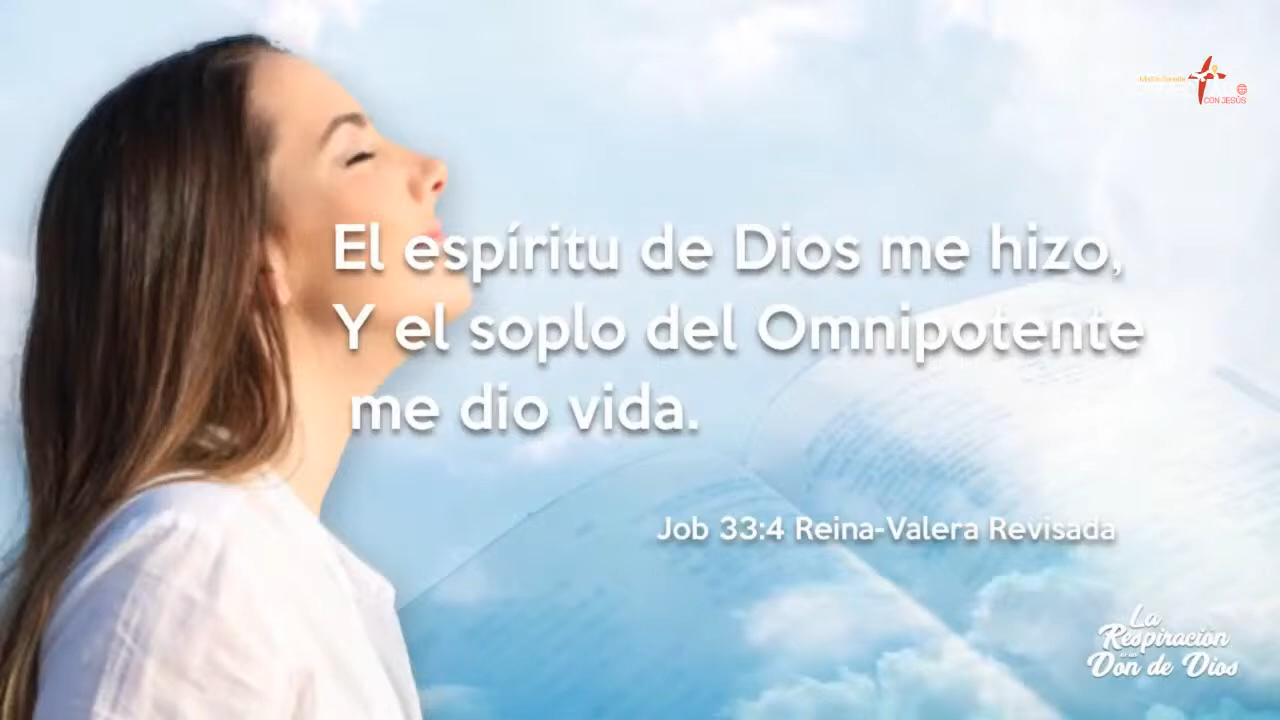 CON JESÚS
El espíritu de Dios me hizo,
Y el soplo del Omnipotente
me dio vida.
Job 33:4 Reina-Valera Revisada
La
Respiración
Don de Dios